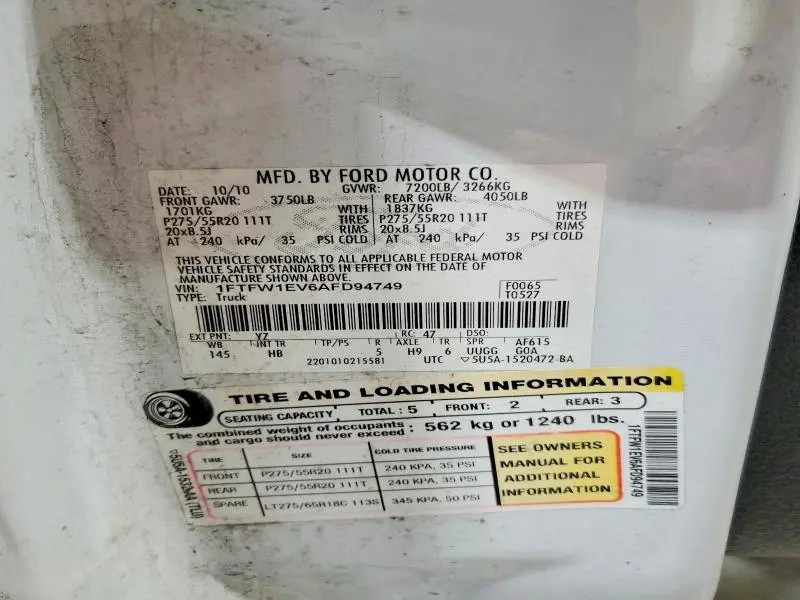 MFD. BY FORD MOTOR CO.
DATE: 10/10 GVWR: 7200LB/ 3266KG
FRONT GAWR: 3750LB REAR GAWR: 4050LB
1701KG WITH 1837KG WITH
P275/55R20 111T TIRES P275/55R20 111T TIRES
20x8.5J RIMS 20x8.5J RIMS
AT 240 kPa/ 35 PSI COLD AT 240 kPa/ 35 PSI COLD
THIS VEHICLE CONFORMS TO ALL APPLICABLE FEDERAL MOTOR
VEHICLE SAFETY STANDARDS IN EFFECT ON THE DATE OF
MANUFACTURE SHOWN ABOVE.
VIN: 1FTFW1EV6AFD94749 F0065
TYPE: Truck T0527
EXT PNT: YZ RC: 47 DSO:
WB INT TR TP/PS R AXLE TR SPR AF615
145 HB 5 H9 6 UUGG GOA
2201010215581 UTC ▽5U5A-1520472-BA
TIRE AND LOADING INFORMATION
SEATING CAPACITY TOTAL: 5 FRONT: 2 REAR: 3
The combined weight of occupants and cargo should never exceed: 562 kg or 1240 lbs.
TIRE SIZE COLD TIRE PRESSURE
FRONT P275/55R20 111T 240 KPA, 35 PSI
REAR P275/55R20 111T 240 KPA, 35 PSI
SPARE LT275/65R18C 113S 345 KPA, 50 PSI
SEE OWNERS
MANUAL FOR
ADDITIONAL
INFORMATION
1FTFW1EV6AFD94749